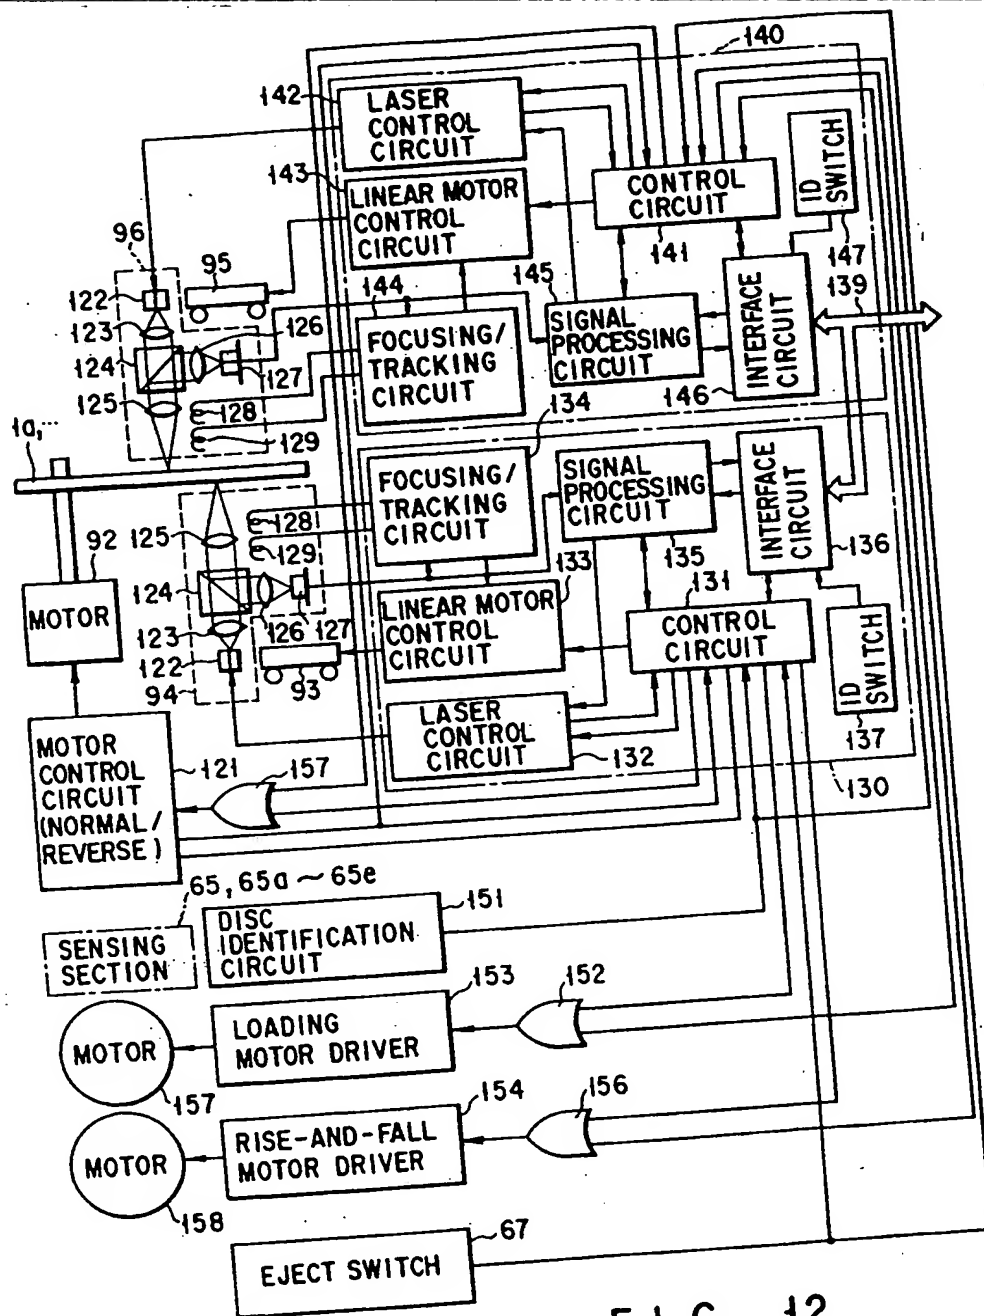 140
142
LASER
CONTROL
CIRCUIT
143
LINEAR MOTOR
CONTROL
CIRCUIT
CONTROL
CIRCUIT
141
ID
SWITCH
147
139
96
95
144
145
122
123
124
125
126
127
128
129
FOCUSING/
TRACKING
CIRCUIT
SIGNAL
PROCESSING
CIRCUIT
INTERFACE
CIRCUIT
146
134
1a,...
FOCUSING/
TRACKING
CIRCUIT
SIGNAL
PROCESSING
CIRCUIT
INTERFACE
CIRCUIT
92
125
128
129
135
136
133
131
MOTOR
124
123
122
126
127
LINEAR MOTOR
CONTROL
CIRCUIT
CONTROL
CIRCUIT
ID
SWITCH
137
94
93
MOTOR
CONTROL
CIRCUIT
(NORMAL/
REVERSE)
121
157
LASER
CONTROL
CIRCUIT
132
130
65, 65a ~ 65e
SENSING
SECTION
DISC
IDENTIFICATION
CIRCUIT
151
MOTOR
157
LOADING
MOTOR DRIVER
153
152
MOTOR
158
RISE-AND-FALL
MOTOR DRIVER
154
156
EJECT SWITCH
67
FIG. 12